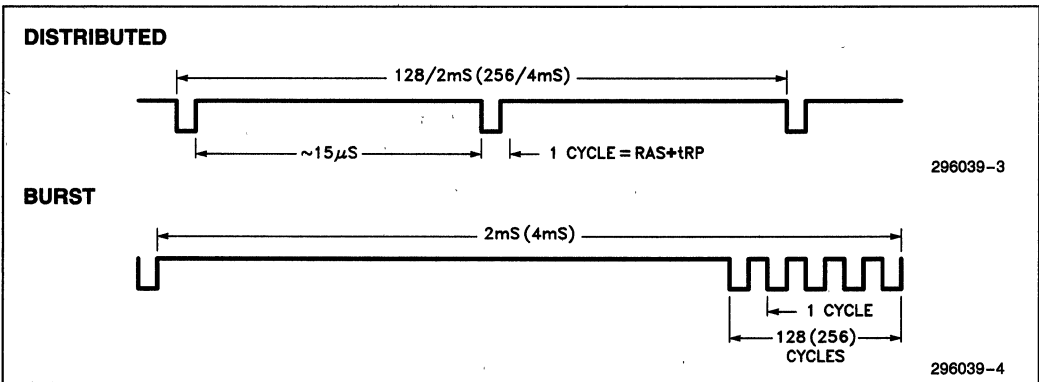 DISTRIBUTED
128/2mS (256/4mS)
~15μS
1 CYCLE=RAS+tRP
296039-3
BURST
2mS (4mS)
1 CYCLE
128 (256)
CYCLES
296039-4